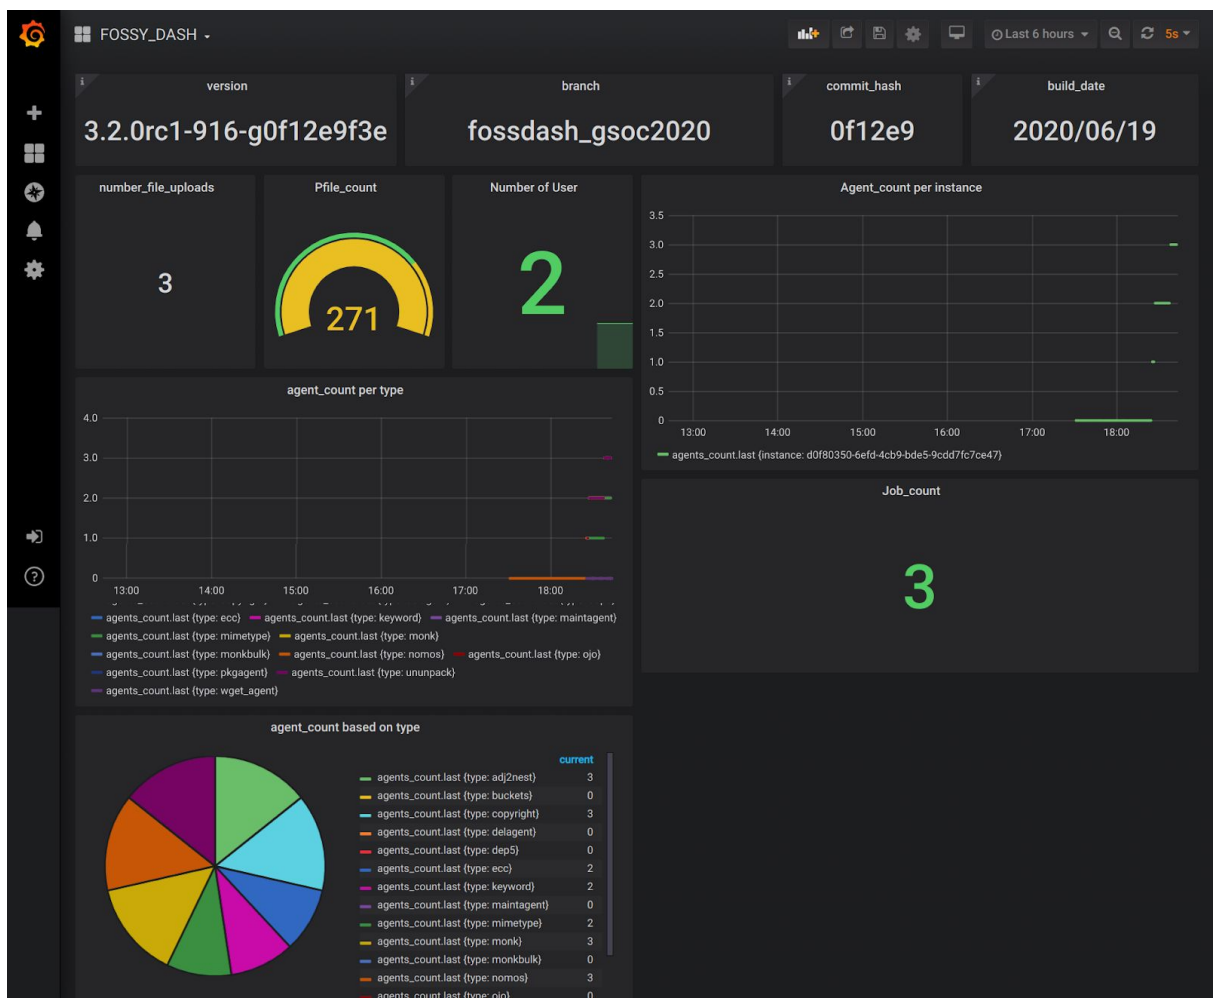 FOSSY_DASH
Last 6 hours
5s
version
3.2.0rc1-916-g0f12e9f3e
branch
fossdash_gsoc2020
commit_hash
0f12e9
build_date
2020/06/19
number_file_uploads
3
Pfile_count
271
Number of User
2
Agent_count per instance
3.5
3.0
2.5
2.0
1.5
1.0
0.5
0
13:00 14:00 15:00 16:00 17:00 18:00
agents_count.last {instance: d0f80350-6efd-4cb9-bde5-9cdd7fc7ce47}
agent_count per type
4.0
3.0
2.0
1.0
0
13:00 14:00 15:00 16:00 17:00 18:00
agents_count.last {type: ecc} agents_count.last {type: keyword} agents_count.last {type: maintagent}
agents_count.last {type: mimetype} agents_count.last {type: monk}
agents_count.last {type: monkbulk} agents_count.last {type: nomos} agents_count.last {type: ojo}
agents_count.last {type: pkgagent} agents_count.last {type: ununpack}
agents_count.last {type: wget_agent}
Job_count
3
agent_count based on type
current
agents_count.last {type: adj2nest} 3
agents_count.last {type: buckets} 0
agents_count.last {type: copyright} 3
agents_count.last {type: delagent} 0
agents_count.last {type: dep5} 0
agents_count.last {type: ecc} 2
agents_count.last {type: keyword} 2
agents_count.last {type: maintagent} 0
agents_count.last {type: mimetype} 2
agents_count.last {type: monk} 3
agents_count.last {type: monkbulk} 0
agents_count.last {type: nomos} 3
agents_count.last {type: ojo} 0